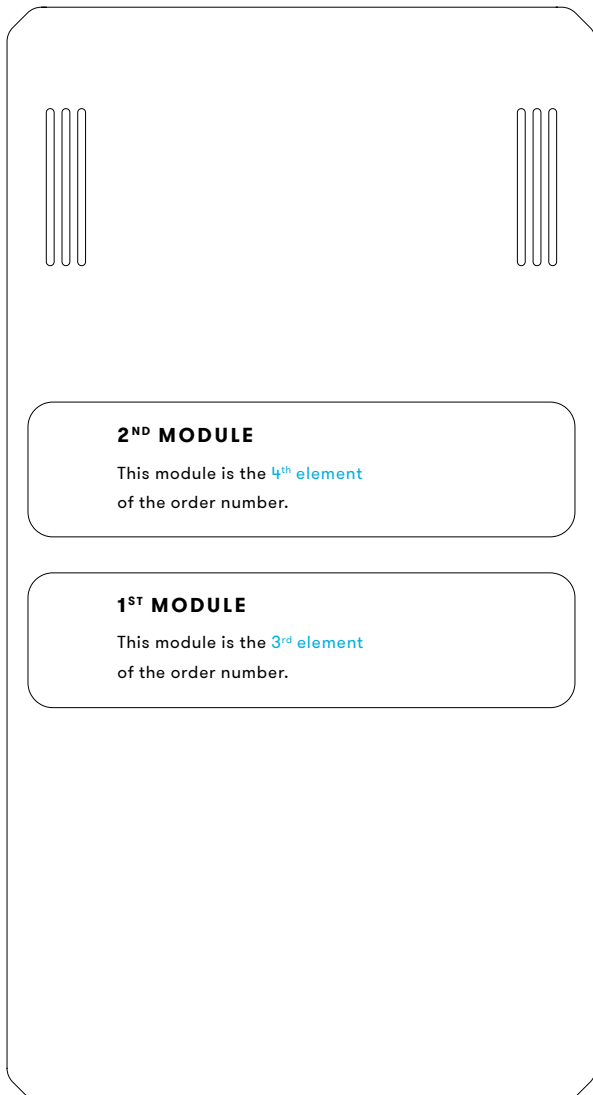 2ND MODULE
This module is the 4th element
of the order number.
1ST MODULE
This module is the 3rd element
of the order number.